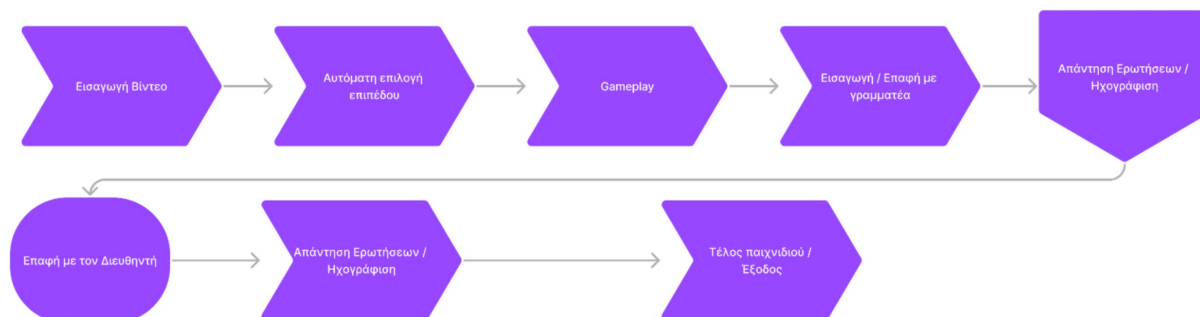 Εισαγωγή Βίντεο
Αυτόματη επιλογή
επιπέδου
Gameplay
Εισαγωγή / Επαφή με
γραμματέα
Απάντηση Ερωτήσεων /
Ηχογράφιση
Επαφή με τον Διευθηντή
Απάντηση Ερωτήσεων /
Ηχογράφιση
Τέλος παιχνιδιού /
Έξοδος